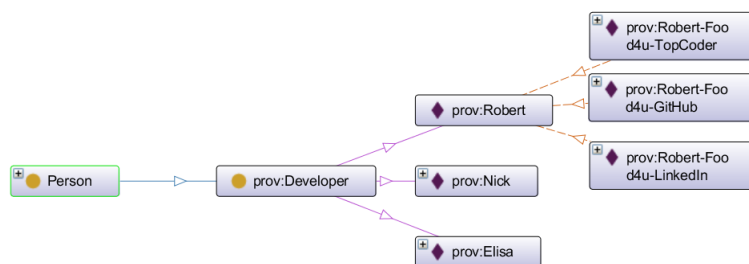 prov:Robert-Foo
d4u-TopCoder
prov:Robert-Foo
d4u-GitHub
prov:Robert
prov:Robert-Foo
d4u-LinkedIn
Person
prov:Developer
prov:Nick
prov:Elisa